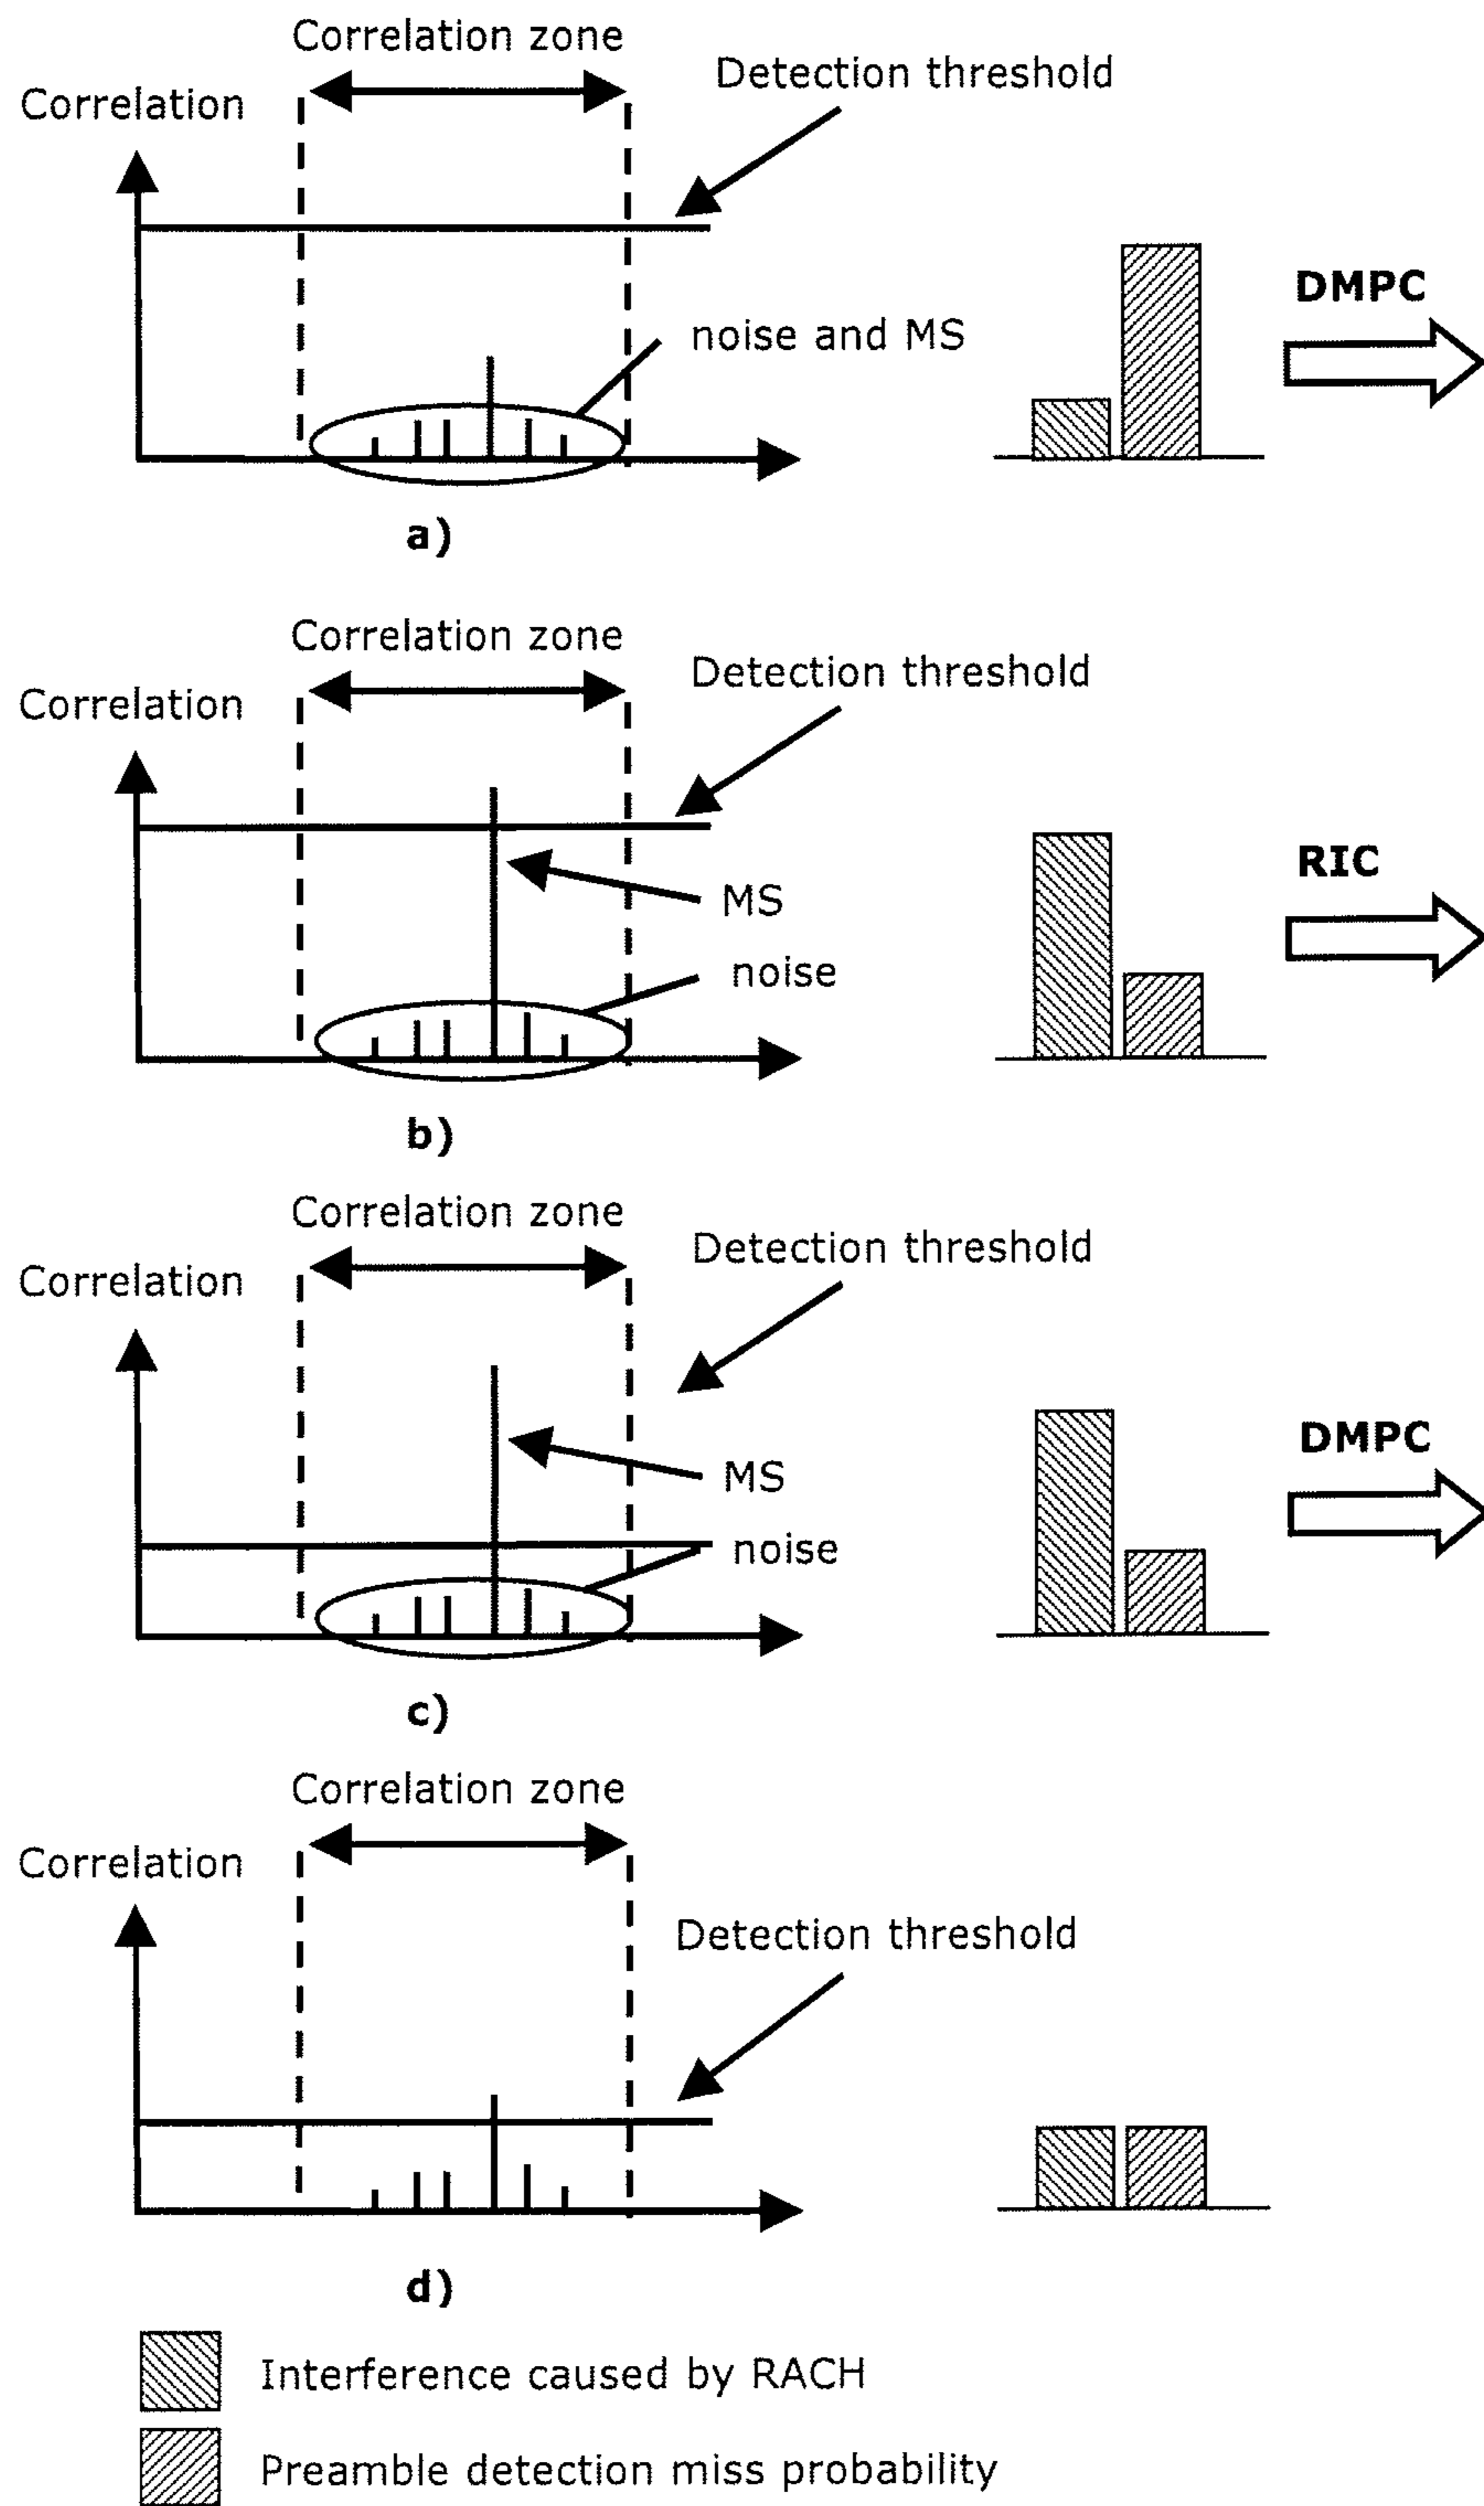 Correlation zone
Detection threshold
Correlation
noise and MS
DMPC
a)
Correlation zone
Detection threshold
Correlation
MS
noise
RIC
b)
Correlation zone
Detection threshold
Correlation
MS
noise
DMPC
c)
Correlation zone
Correlation
Detection threshold
d)
Interference caused by RACH
Preamble detection miss probability